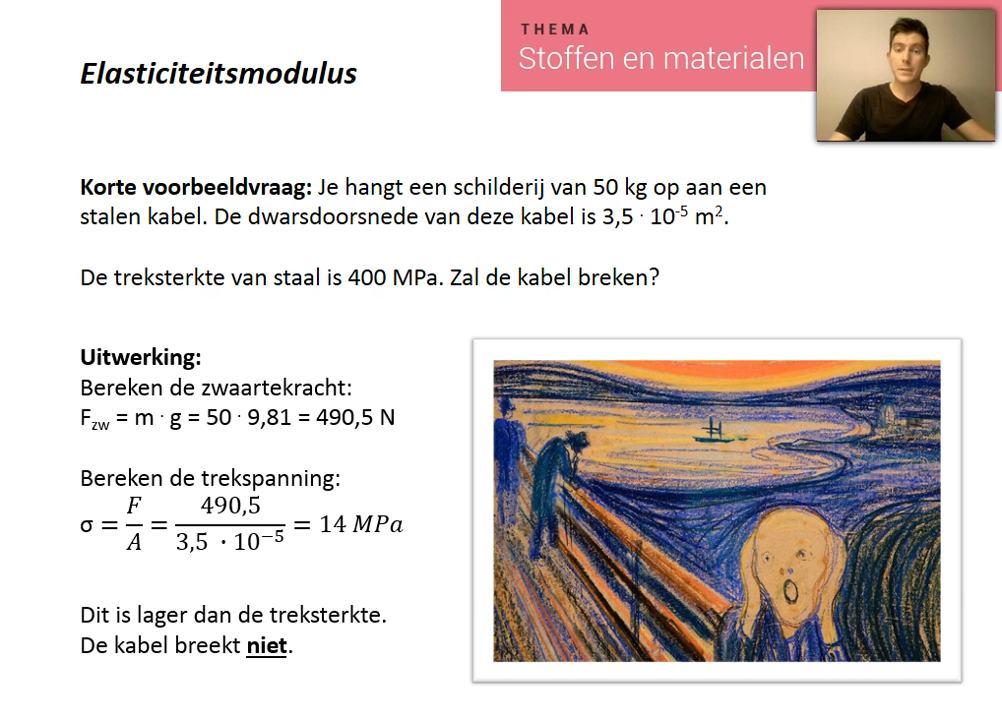 THEMA
Stoffen en materialen
Elasticiteitsmodulus
Korte voorbeeldvraag: Je hangt een schilderij van 50 kg op aan een
stalen kabel. De dwarsdoorsnede van deze kabel is 3,5 · 10⁻⁵ m².
De treksterkte van staal is 400 MPa. Zal de kabel breken?
Uitwerking:
Bereken de zwaartekracht:
F_zw = m · g = 50 · 9,81 = 490,5 N
Bereken de trekspanning:
σ = F/A = 490,5/(3,5 · 10⁻⁵) = 14 MPa
Dit is lager dan de treksterkte.
De kabel breekt niet.